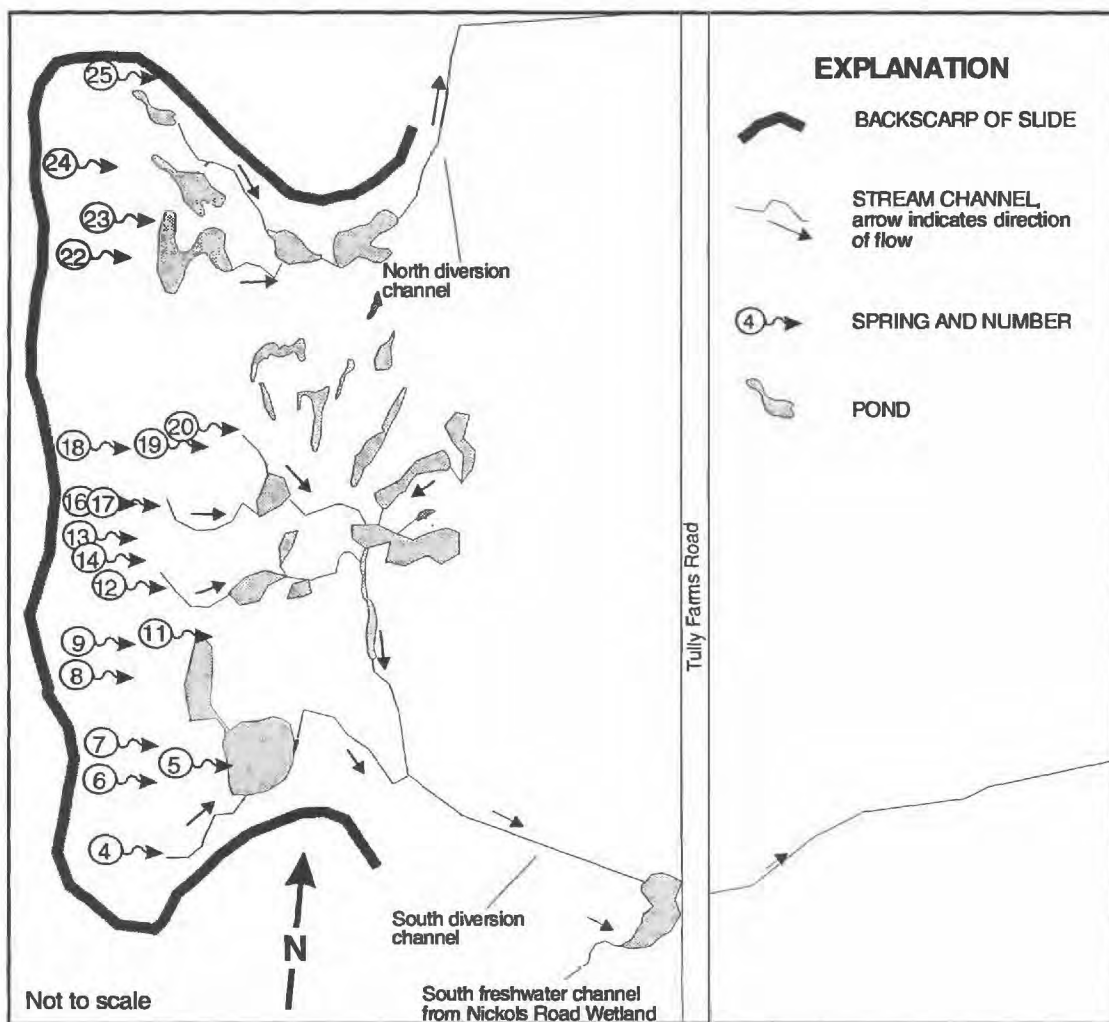 EXPLANATION
BACKSCARP OF SLIDE
STREAM CHANNEL,
arrow indicates direction
of flow
4
SPRING AND NUMBER
POND
25
24
23
22
North diversion
channel
20
18
19
16
17
13
14
12
11
9
8
7
5
6
4
Tully Farms Road
N
South diversion
channel
Not to scale
South freshwater channel
from Nickols Road Wetland